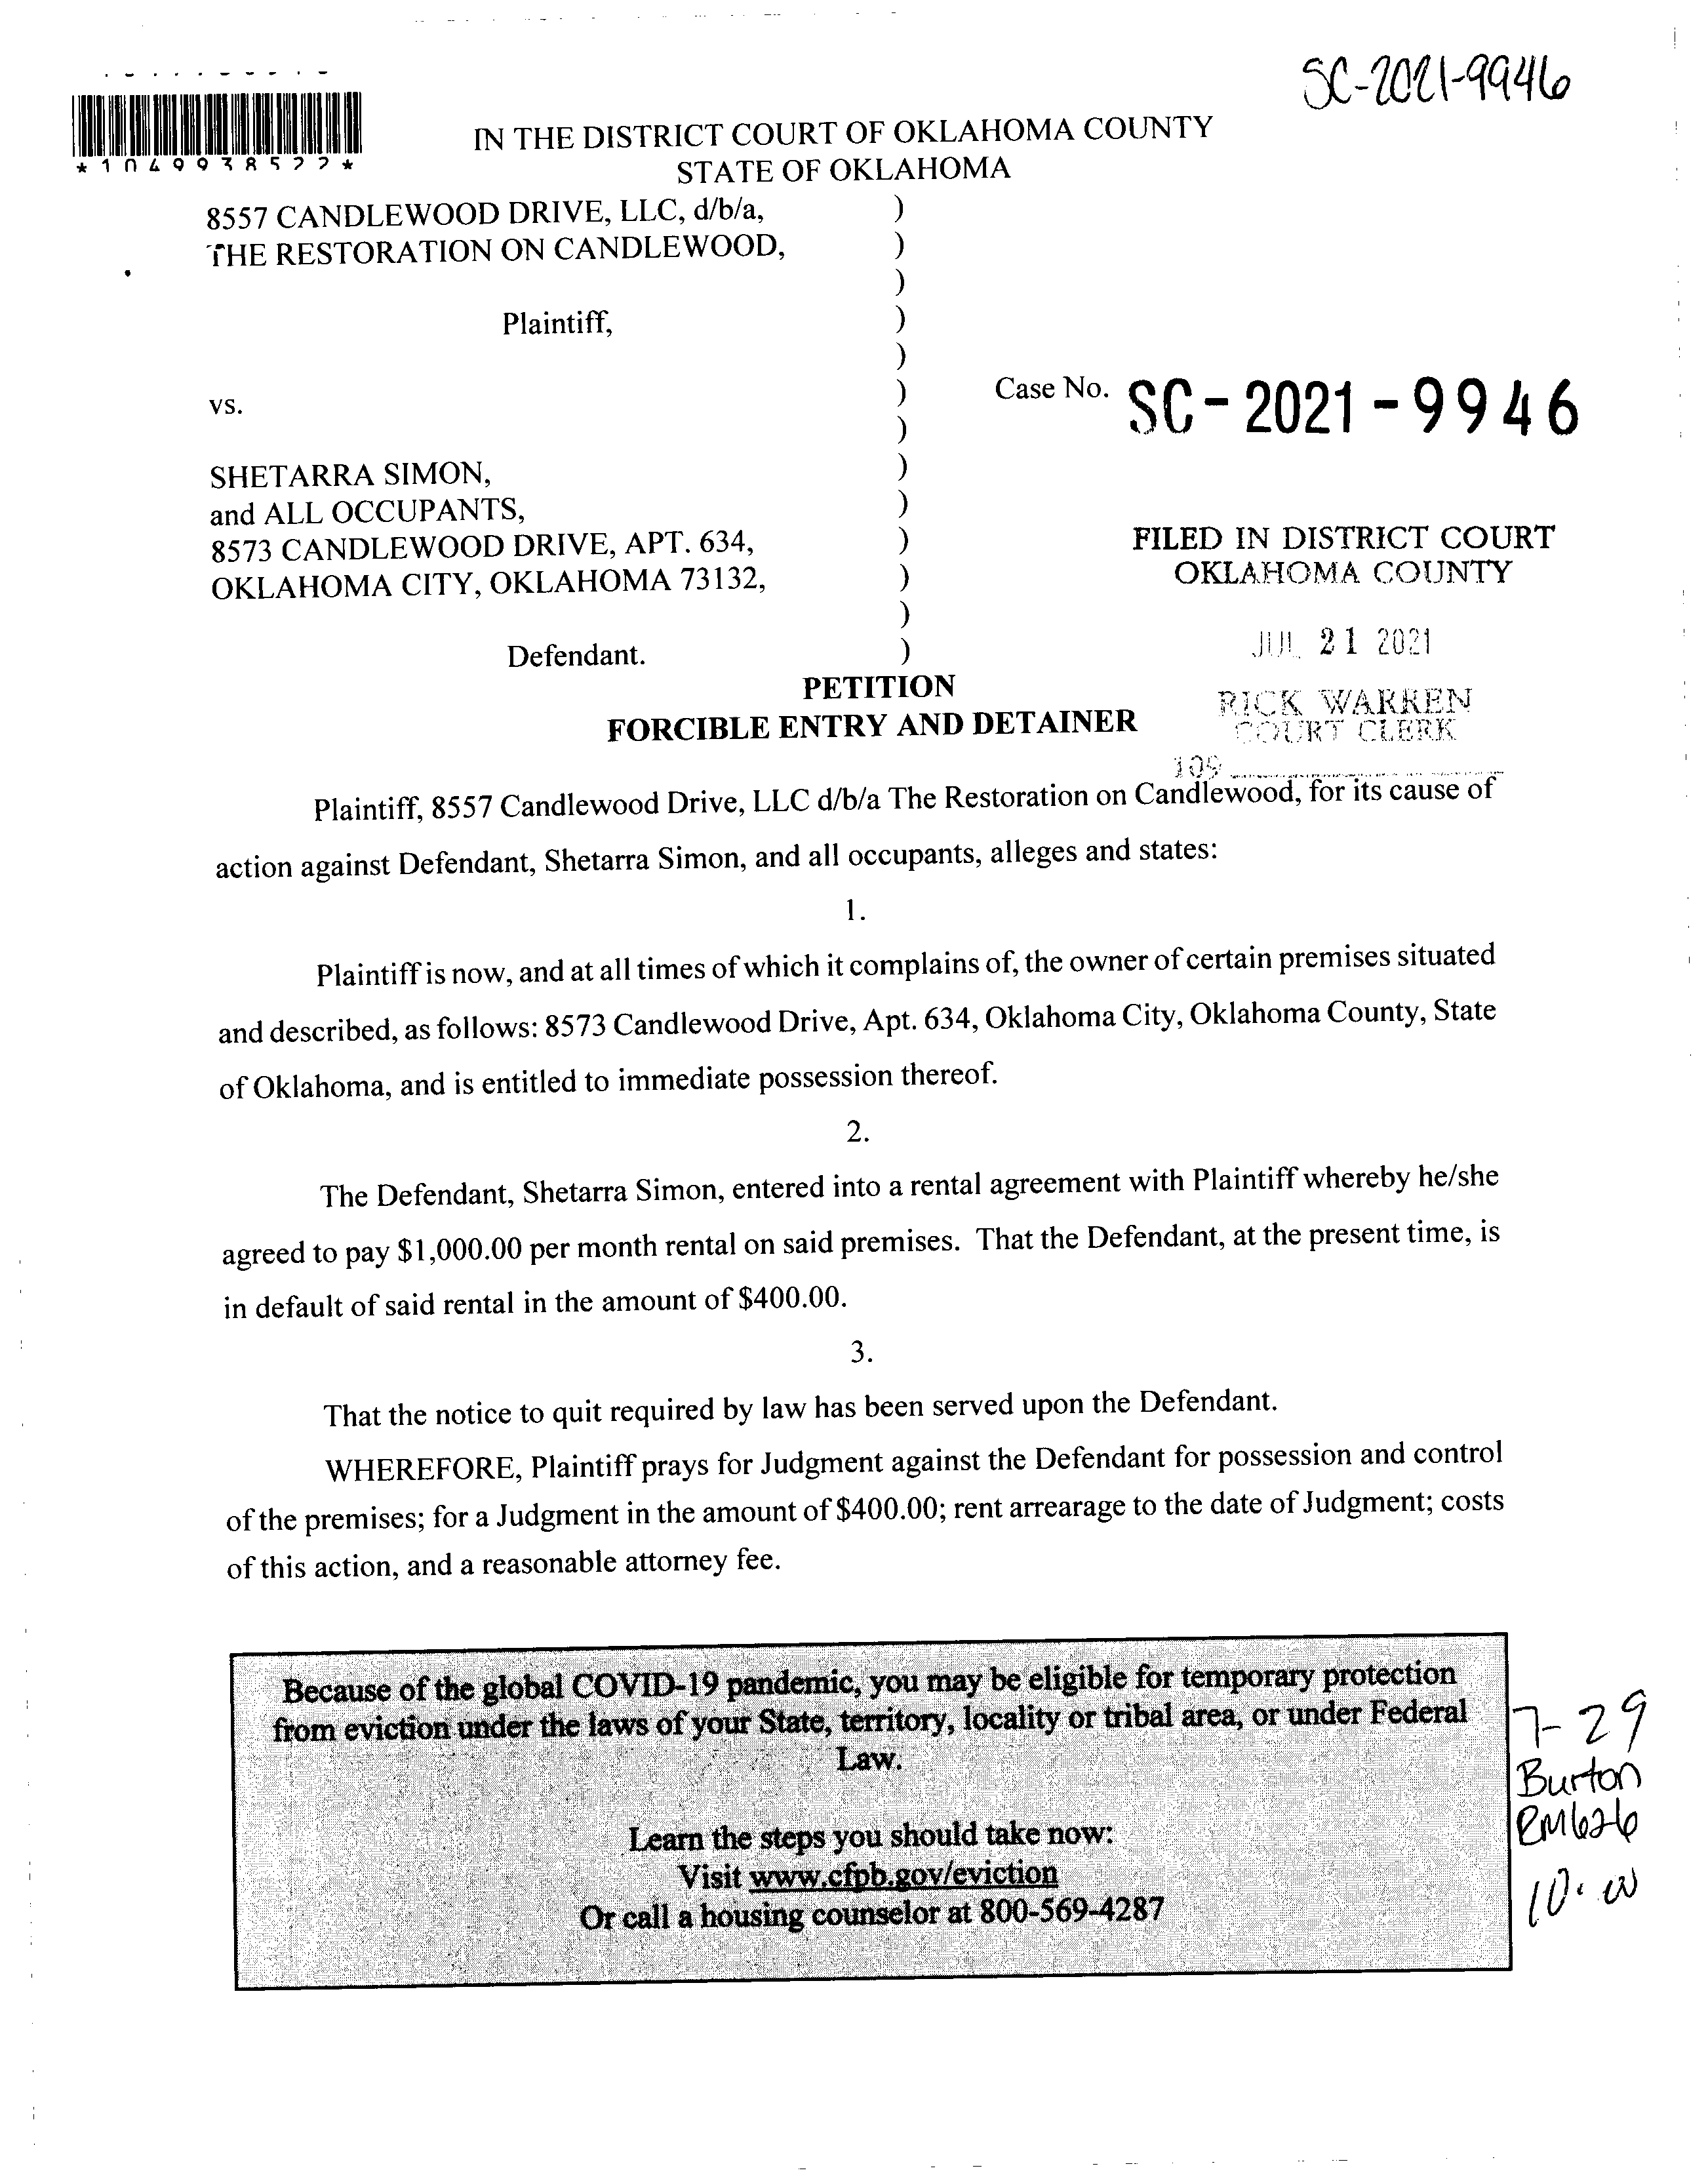 SC-2021-9946
*1049938522*
IN THE DISTRICT COURT OF OKLAHOMA COUNTY
STATE OF OKLAHOMA
8557 CANDLEWOOD DRIVE, LLC, d/b/a, )
THE RESTORATION ON CANDLEWOOD, )
)
Plaintiff, )
)
vs. )
Case No. SC-2021-9946
)
SHETARRA SIMON, )
and ALL OCCUPANTS, )
8573 CANDLEWOOD DRIVE, APT. 634, )
OKLAHOMA CITY, OKLAHOMA 73132, )
)
Defendant. )
FILED IN DISTRICT COURT
OKLAHOMA COUNTY
JUL 21 2021
RICK WARREN
COURT CLERK
109
PETITION
FORCIBLE ENTRY AND DETAINER
Plaintiff, 8557 Candlewood Drive, LLC d/b/a The Restoration on Candlewood, for its cause of
action against Defendant, Shetarra Simon, and all occupants, alleges and states:
1.
Plaintiff is now, and at all times of which it complains of, the owner of certain premises situated
and described, as follows: 8573 Candlewood Drive, Apt. 634, Oklahoma City, Oklahoma County, State
of Oklahoma, and is entitled to immediate possession thereof.
2.
The Defendant, Shetarra Simon, entered into a rental agreement with Plaintiff whereby he/she
agreed to pay $1,000.00 per month rental on said premises. That the Defendant, at the present time, is
in default of said rental in the amount of $400.00.
3.
That the notice to quit required by law has been served upon the Defendant.
WHEREFORE, Plaintiff prays for Judgment against the Defendant for possession and control
of the premises; for a Judgment in the amount of $400.00; rent arrearage to the date of Judgment; costs
of this action, and a reasonable attorney fee.
Because of the global COVID-19 pandemic, you may be eligible for temporary protection
from eviction under the laws of your State, territory, locality or tribal area, or under Federal
Law.
Learn the steps you should take now:
Visit www.cfpb.gov/eviction
Or call a housing counselor at 800-569-4287
7-29
Burton
RM626
10:00